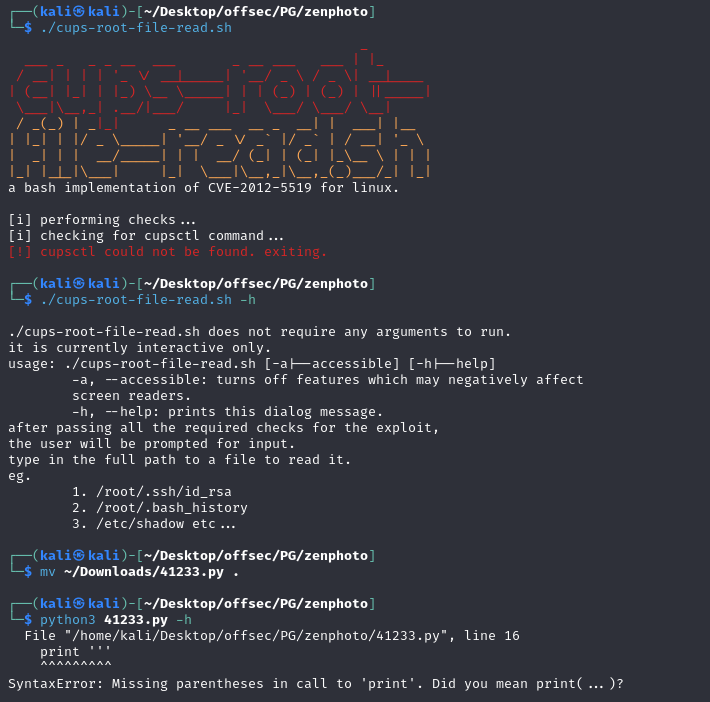 ┌──(kali㉿kali)-[~/Desktop/offsec/PG/zenphoto]
└─$ ./cups-root-file-read.sh
a bash implementation of CVE-2012-5519 for linux.
[i] performing checks...
[i] checking for cupsctl command...
[!] cupsctl could not be found. exiting.
┌──(kali㉿kali)-[~/Desktop/offsec/PG/zenphoto]
└─$ ./cups-root-file-read.sh -h
./cups-root-file-read.sh does not require any arguments to run.
it is currently interactive only.
usage: ./cups-root-file-read.sh [-a|--accessible] [-h|--help]
-a, --accessible: turns off features which may negatively affect
screen readers.
-h, --help: prints this dialog message.
after passing all the required checks for the exploit,
the user will be prompted for input.
type in the full path to a file to read it.
eg.
1. /root/.ssh/id_rsa
2. /root/.bash_history
3. /etc/shadow etc...
┌──(kali㉿kali)-[~/Desktop/offsec/PG/zenphoto]
└─$ mv ~/Downloads/41233.py .
┌──(kali㉿kali)-[~/Desktop/offsec/PG/zenphoto]
└─$ python3 41233.py -h
File "/home/kali/Desktop/offsec/PG/zenphoto/41233.py", line 16
print '''
^^^^^^^^^
SyntaxError: Missing parentheses in call to 'print'. Did you mean print(...)?